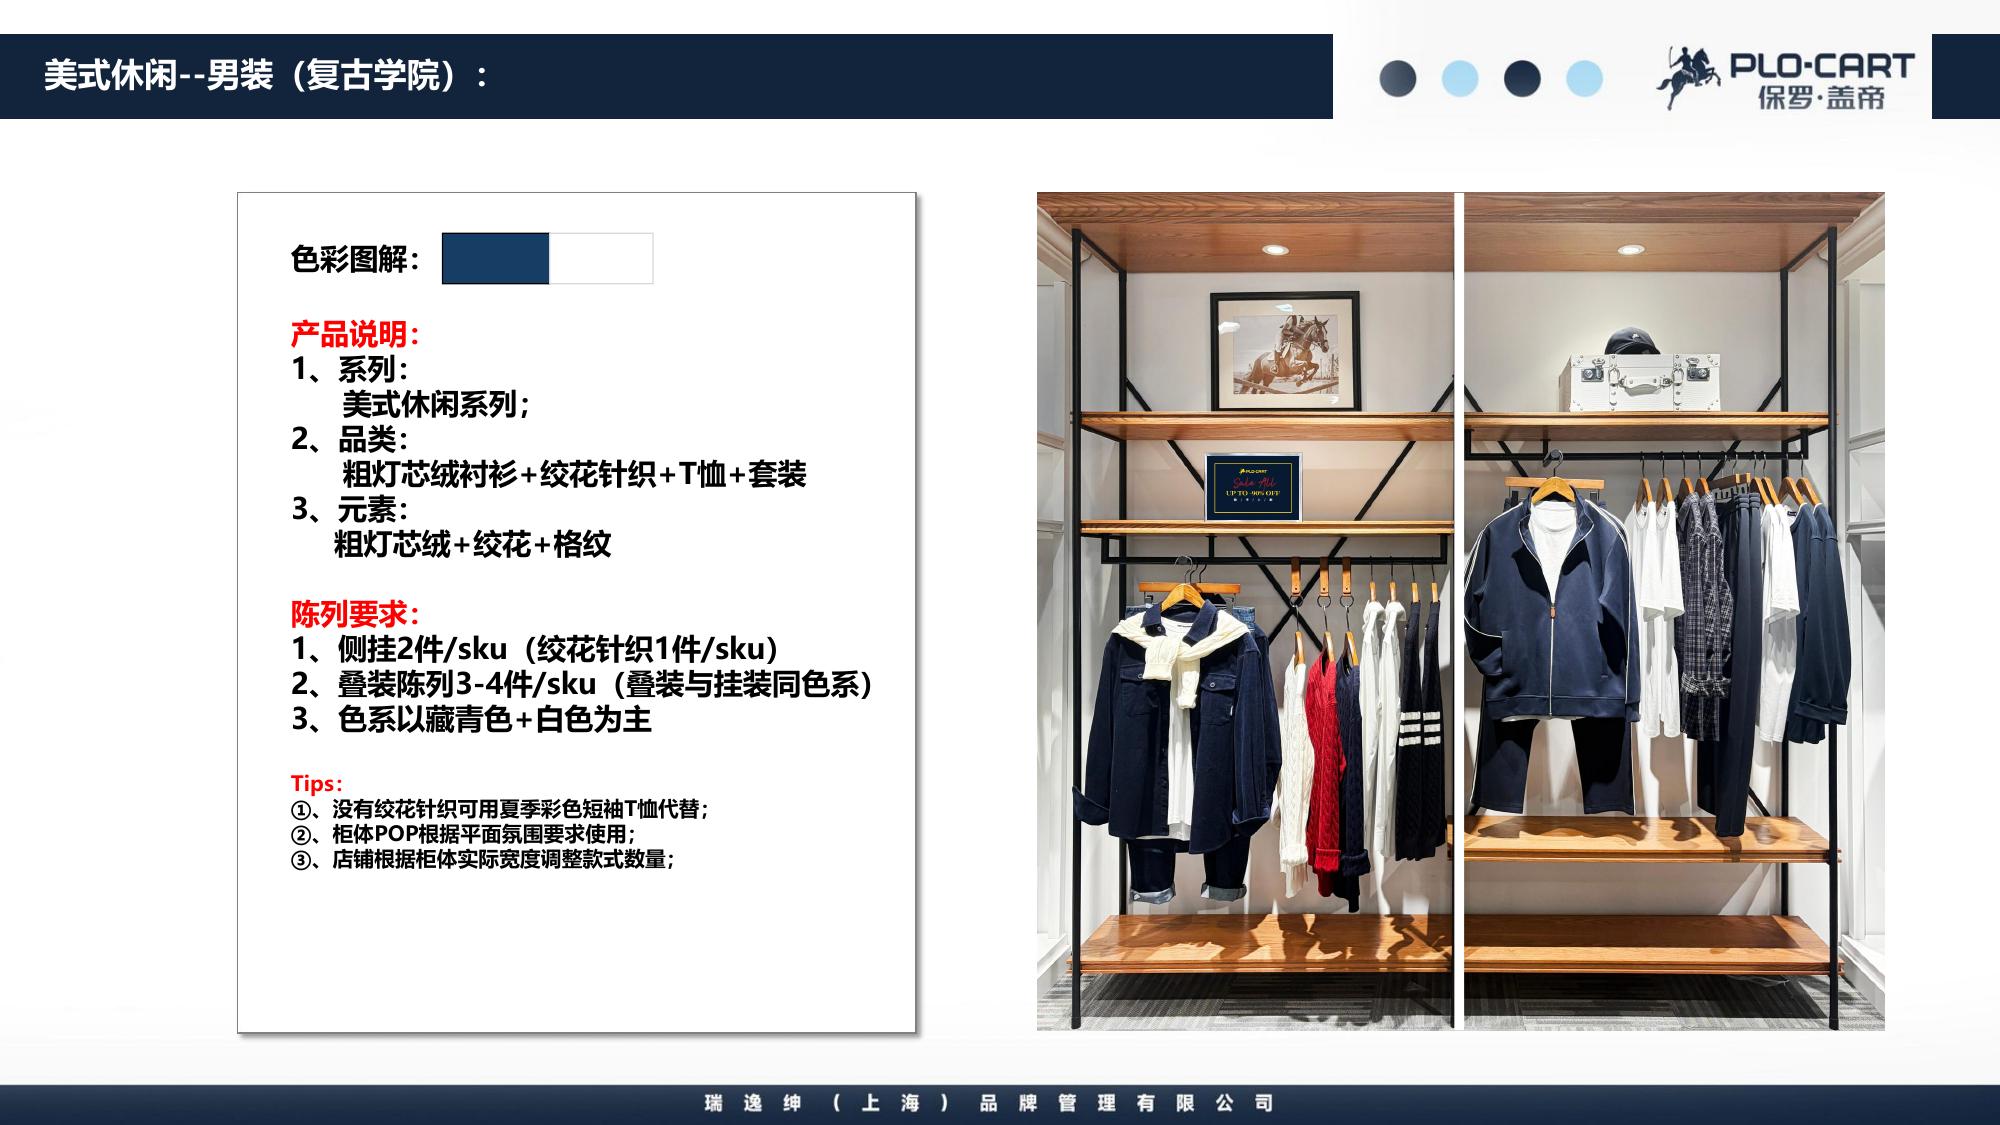 美式休闲--男装（复古学院）：
PLO·CART
保罗·盖帝
色彩图解：
产品说明：
1、系列：
美式休闲系列；
2、品类：
粗灯芯绒衬衫+绞花针织+T恤+套装
3、元素：
粗灯芯绒+绞花+格纹
陈列要求：
1、侧挂2件/sku（绞花针织1件/sku）
2、叠装陈列3-4件/sku（叠装与挂装同色系）
3、色系以藏青色+白色为主
Tips：
①、没有绞花针织可用夏季彩色短袖T恤代替；
②、柜体POP根据平面氛围要求使用；
③、店铺根据柜体实际宽度调整款式数量；
PLO·CART
Sale All
UP TO -90% OFF
瑞逸绅（上海）品牌管理有限公司